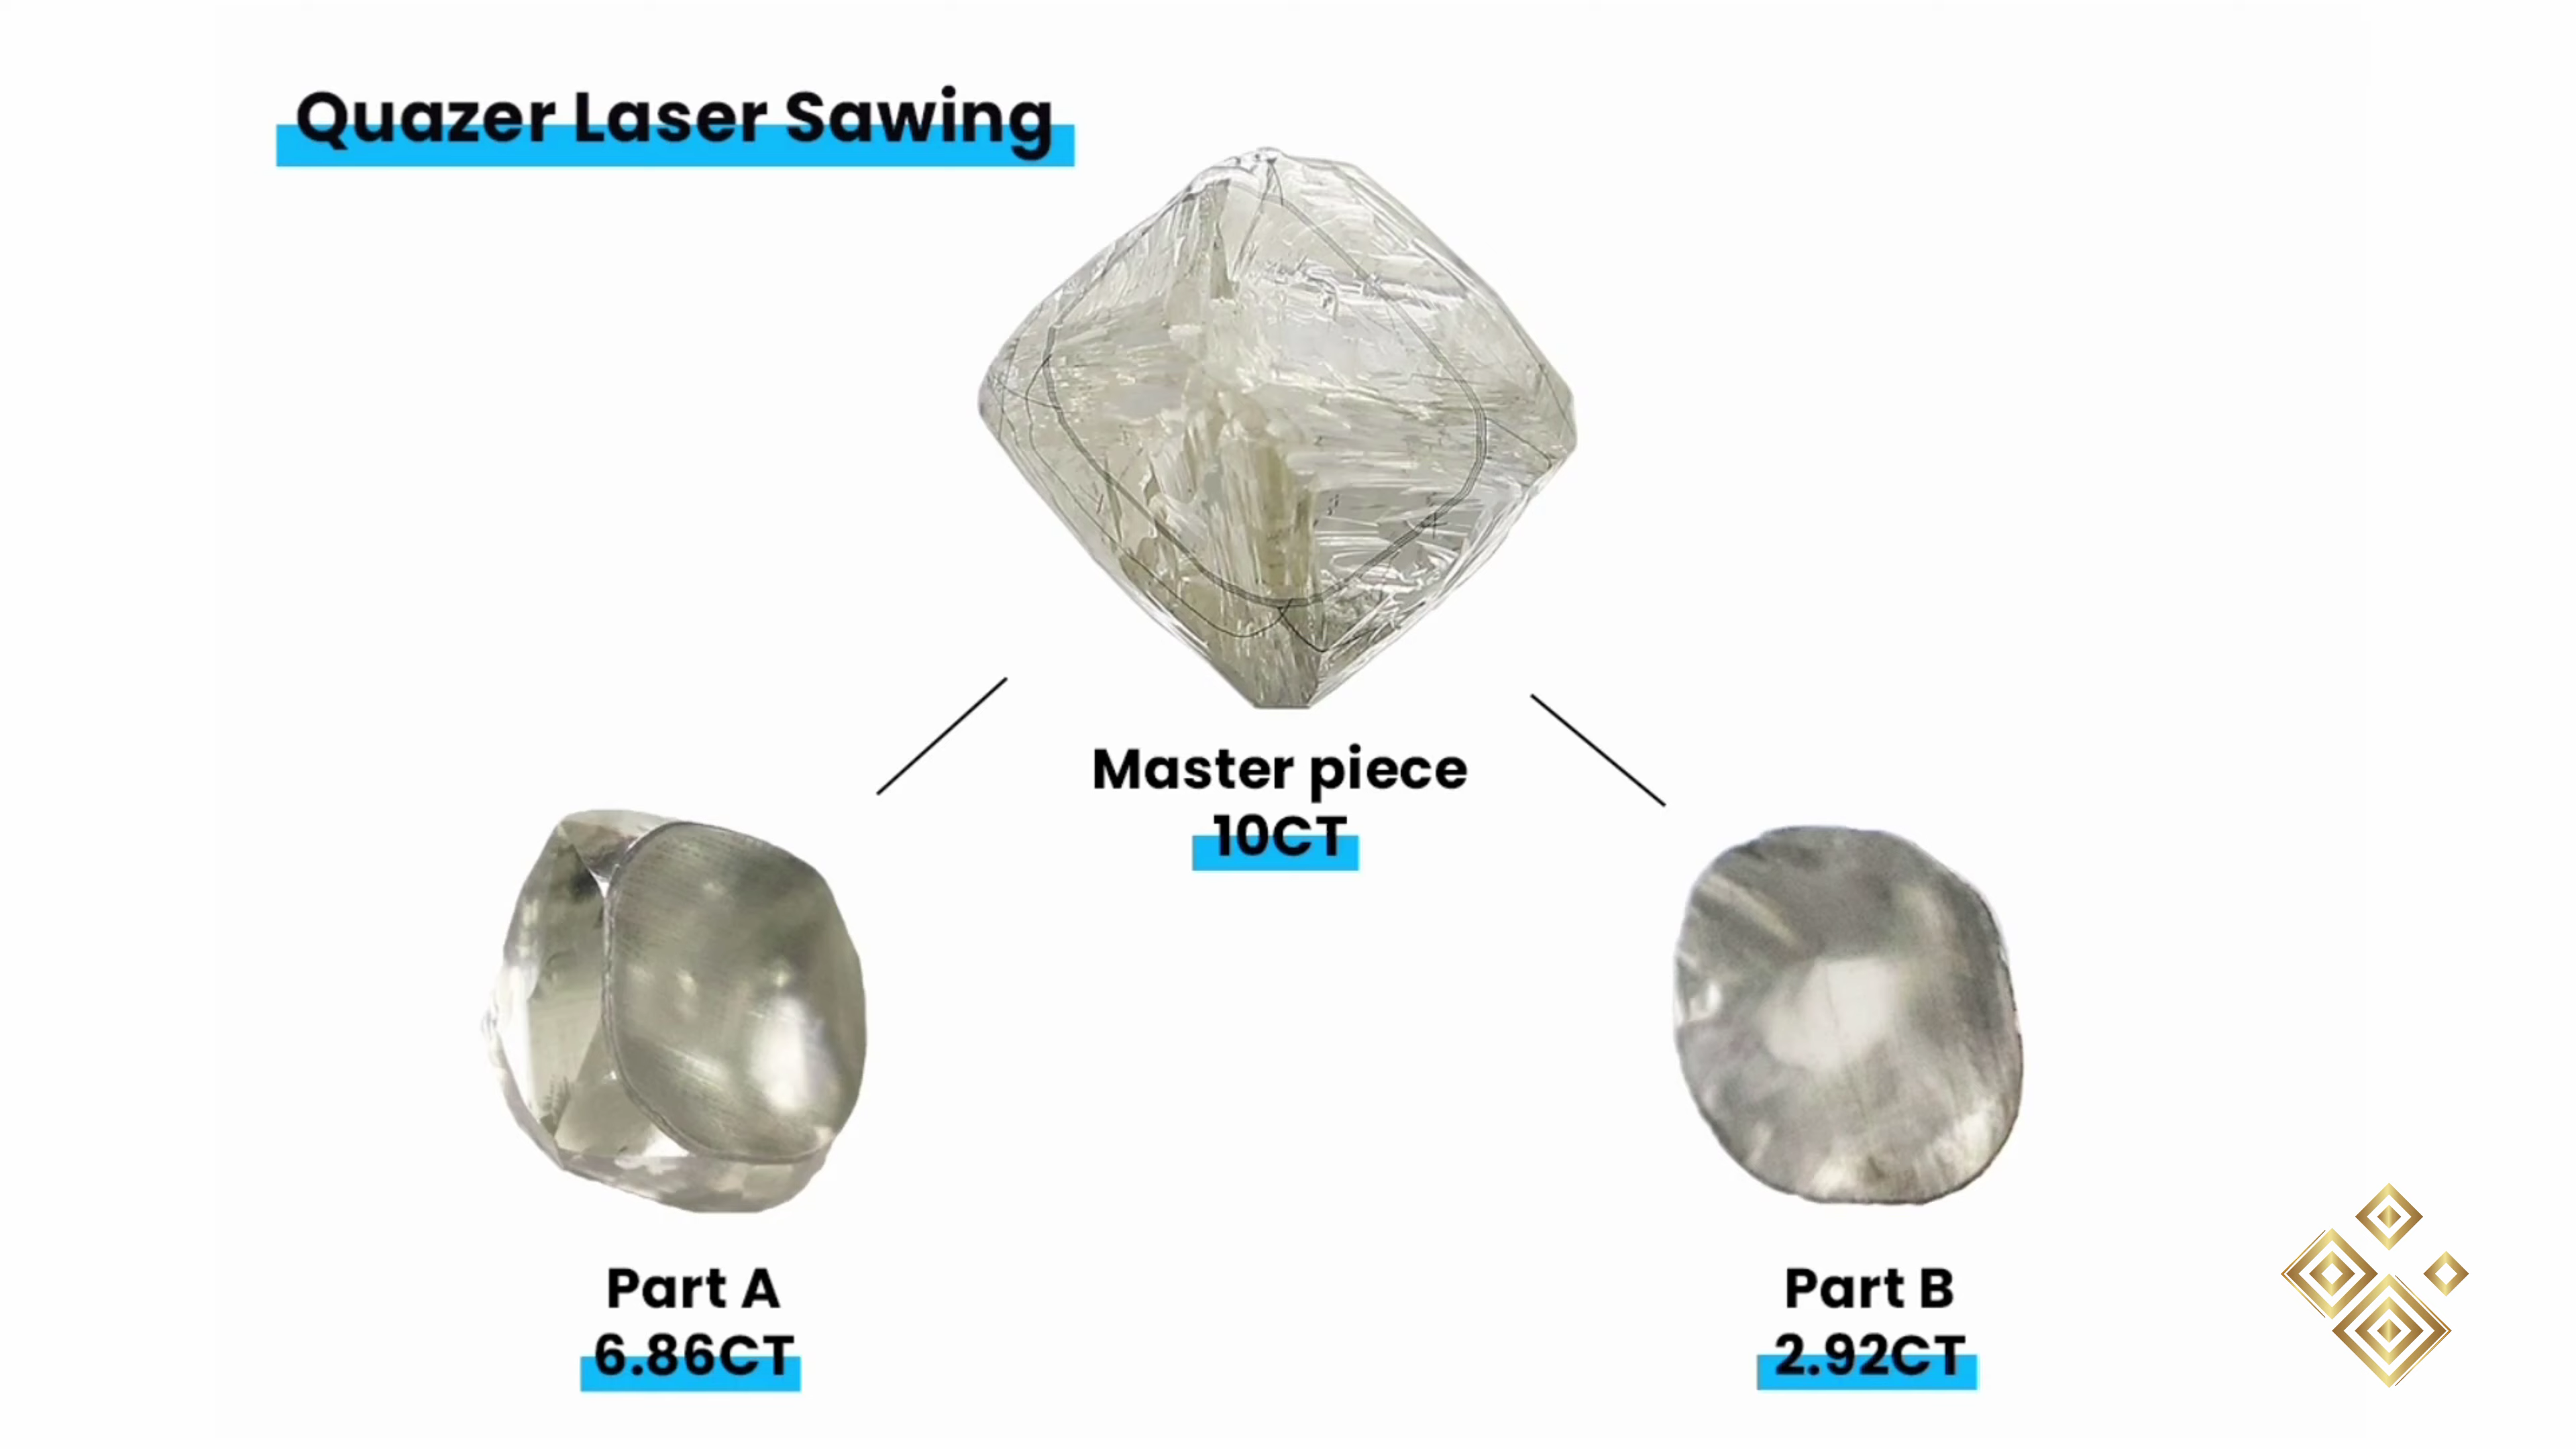 Quazer Laser Sawing
Master piece
10CT
Part A
6.86CT
Part B
2.92CT